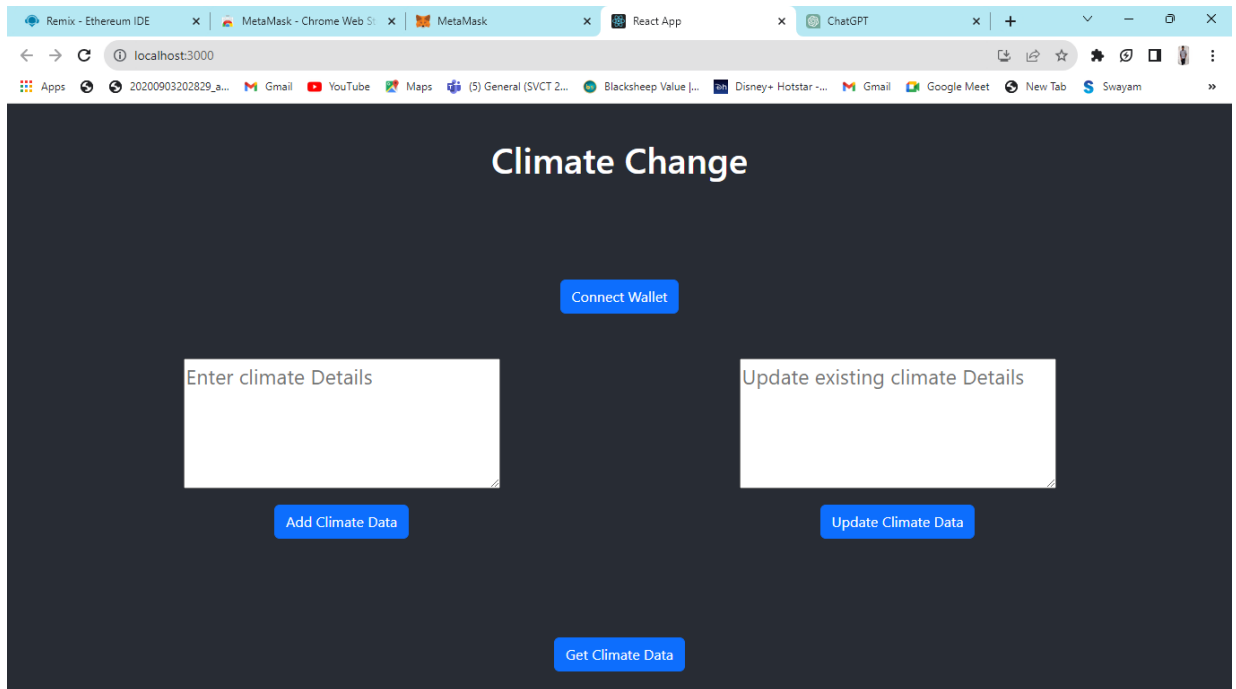 Remix - Ethereum IDE
MetaMask - Chrome Web St
MetaMask
React App
ChatGPT
localhost:3000
Apps
20200903202829_a...
Gmail
YouTube
Maps
(5) General (SVCT 2...
Blacksheep Value |...
Disney+ Hotstar -...
Gmail
Google Meet
New Tab
Swayam
»
Climate Change
Connect Wallet
Enter climate Details
Update existing climate Details
Add Climate Data
Update Climate Data
Get Climate Data